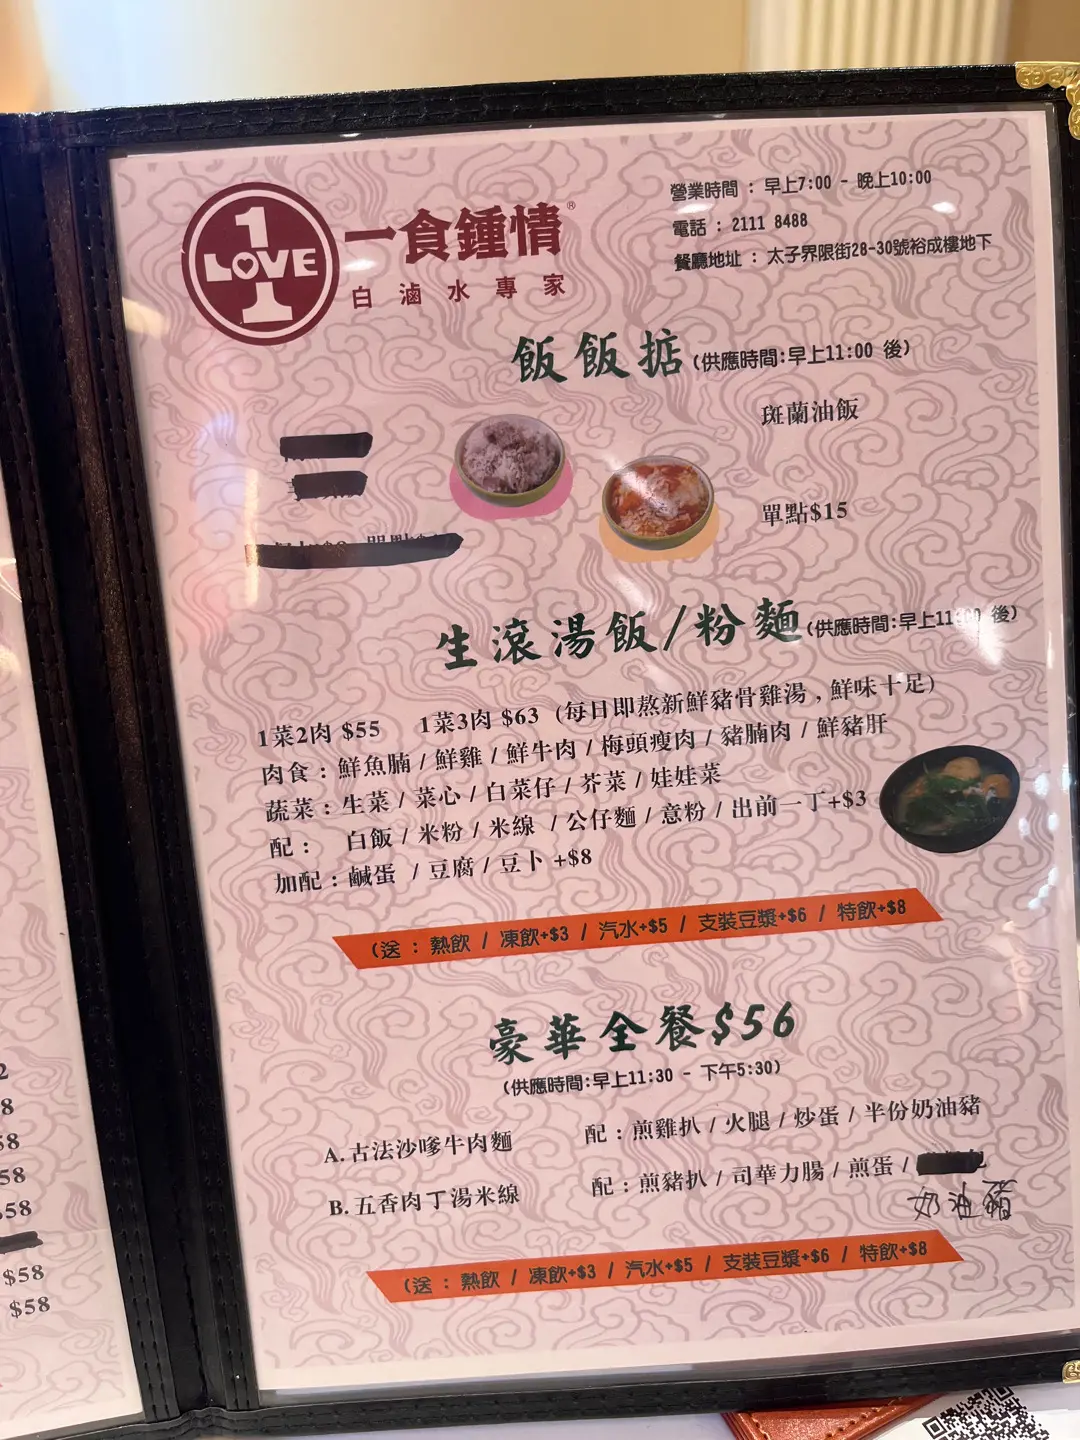 1
LOVE
一食鍾情®
白滷水專家
營業時間 : 早上7:00 - 晚上10:00
電話 : 2111 8488
餐廳地址 : 太子界限街28-30號裕成樓地下
飯飯掂(供應時間:早上11:00 後)
斑蘭油飯
單點$15
生滾湯飯/粉麵(供應時間:早上11:00 後)
1菜2肉 $55 1菜3肉 $63 (每日即熬新鮮豬骨雞湯,鮮味十足)
肉食 : 鮮魚腩 / 鮮雞 / 鮮牛肉 / 梅頭瘦肉 / 豬腩肉 / 鮮豬肝
蔬菜 : 生菜 / 菜心 / 白菜仔 / 芥菜 / 娃娃菜
配 : 白飯 / 米粉 / 米線 / 公仔麵 / 意粉 / 出前一丁+$3
加配 : 鹹蛋 / 豆腐 / 豆卜 +$8
(送 : 熱飲 / 凍飲+$3 / 汽水+$5 / 支裝豆漿+$6 / 特飲+$8
豪華全餐$56
(供應時間:早上11:30 - 下午5:30)
A.古法沙嗲牛肉麵 配 : 煎雞扒 / 火腿 / 炒蛋 / 半份奶油豬
B.五香肉丁湯米線 配 : 煎豬扒 / 司華力腸 / 煎蛋 /
奶油豬
(送 : 熱飲 / 凍飲+$3 / 汽水+$5 / 支裝豆漿+$6 / 特飲+$8
2
8
58
58
$58
$58
$58